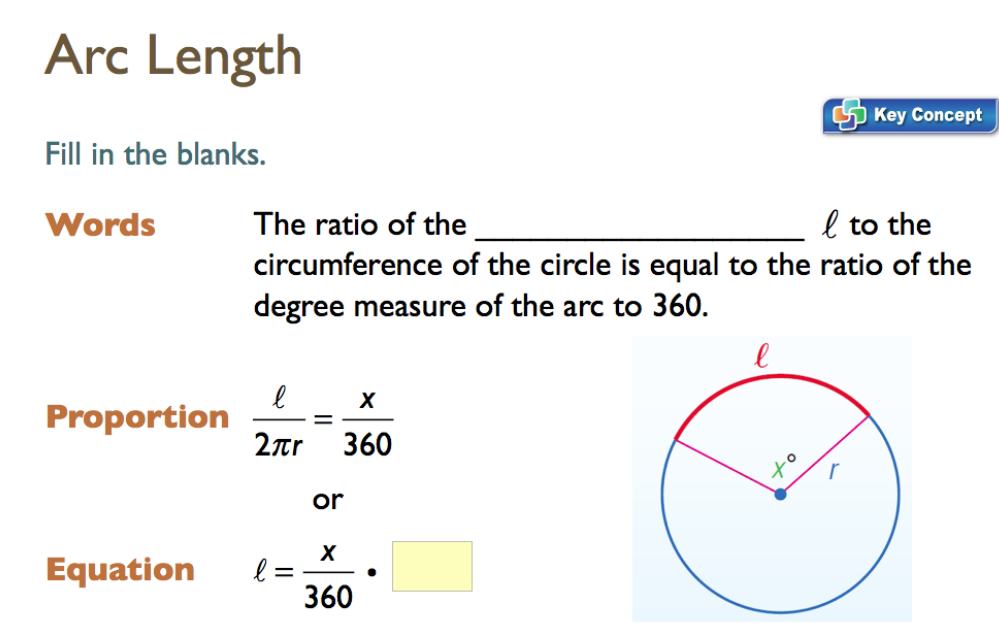 Arc Length
Key Concept
Fill in the blanks.
Words The ratio of the ____________________ ℓ to the
circumference of the circle is equal to the ratio of the
degree measure of the arc to 360.
Proportion ℓ/2πr = x/360
or
Equation ℓ = x/360 •
ℓ
x°
r